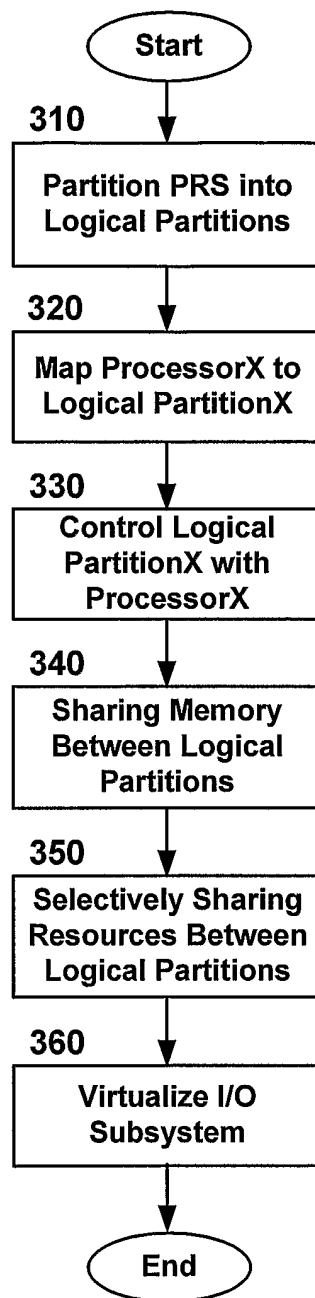 Start
310
Partition PRS into
Logical Partitions
320
Map ProcessorX to
Logical PartitionX
330
Control Logical
PartitionX with
ProcessorX
340
Sharing Memory
Between Logical
Partitions
350
Selectively Sharing
Resources Between
Logical Partitions
360
Virtualize I/O
Subsystem
End